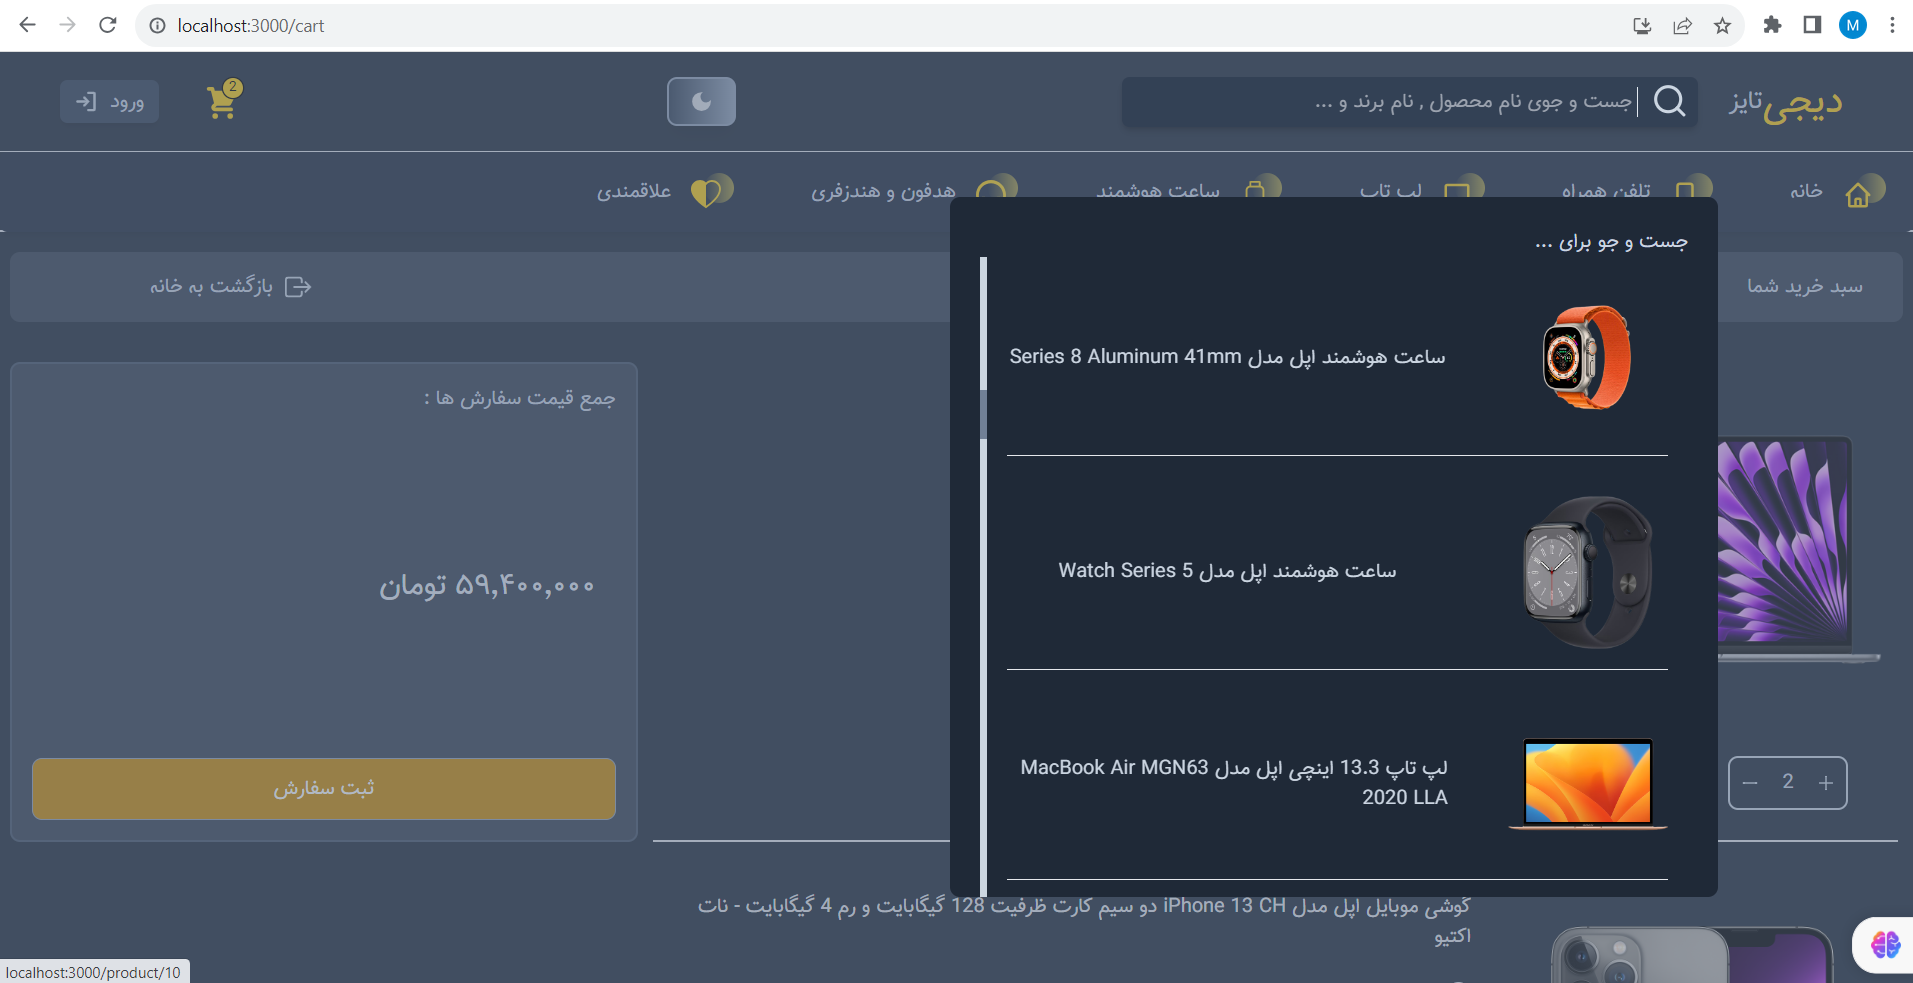 localhost:3000/cart
M
دیجی تایز
جست و جوی نام محصول , نام برند و ...
2
ورود
خانه
تلفن همراه
لپ تاپ
ساعت هوشمند
هدفون و هندزفری
علاقمندی
جست و جو برای ...
سبد خرید شما
بازگشت به خانه
ساعت هوشمند اپل مدل Series 8 Aluminum 41mm
ساعت هوشمند اپل مدل Watch Series 5
لپ تاپ 13.3 اینچی اپل مدل MacBook Air MGN63
2020 LLA
جمع قیمت سفارش ها :
۵۹,۴۰۰,۰۰۰ تومان
ثبت سفارش
+ 2 −
گوشی موبایل اپل مدل iPhone 13 CH دو سیم کارت ظرفیت 128 گیگابایت و رم 4 گیگابایت - نات
اکتیو
localhost:3000/product/10